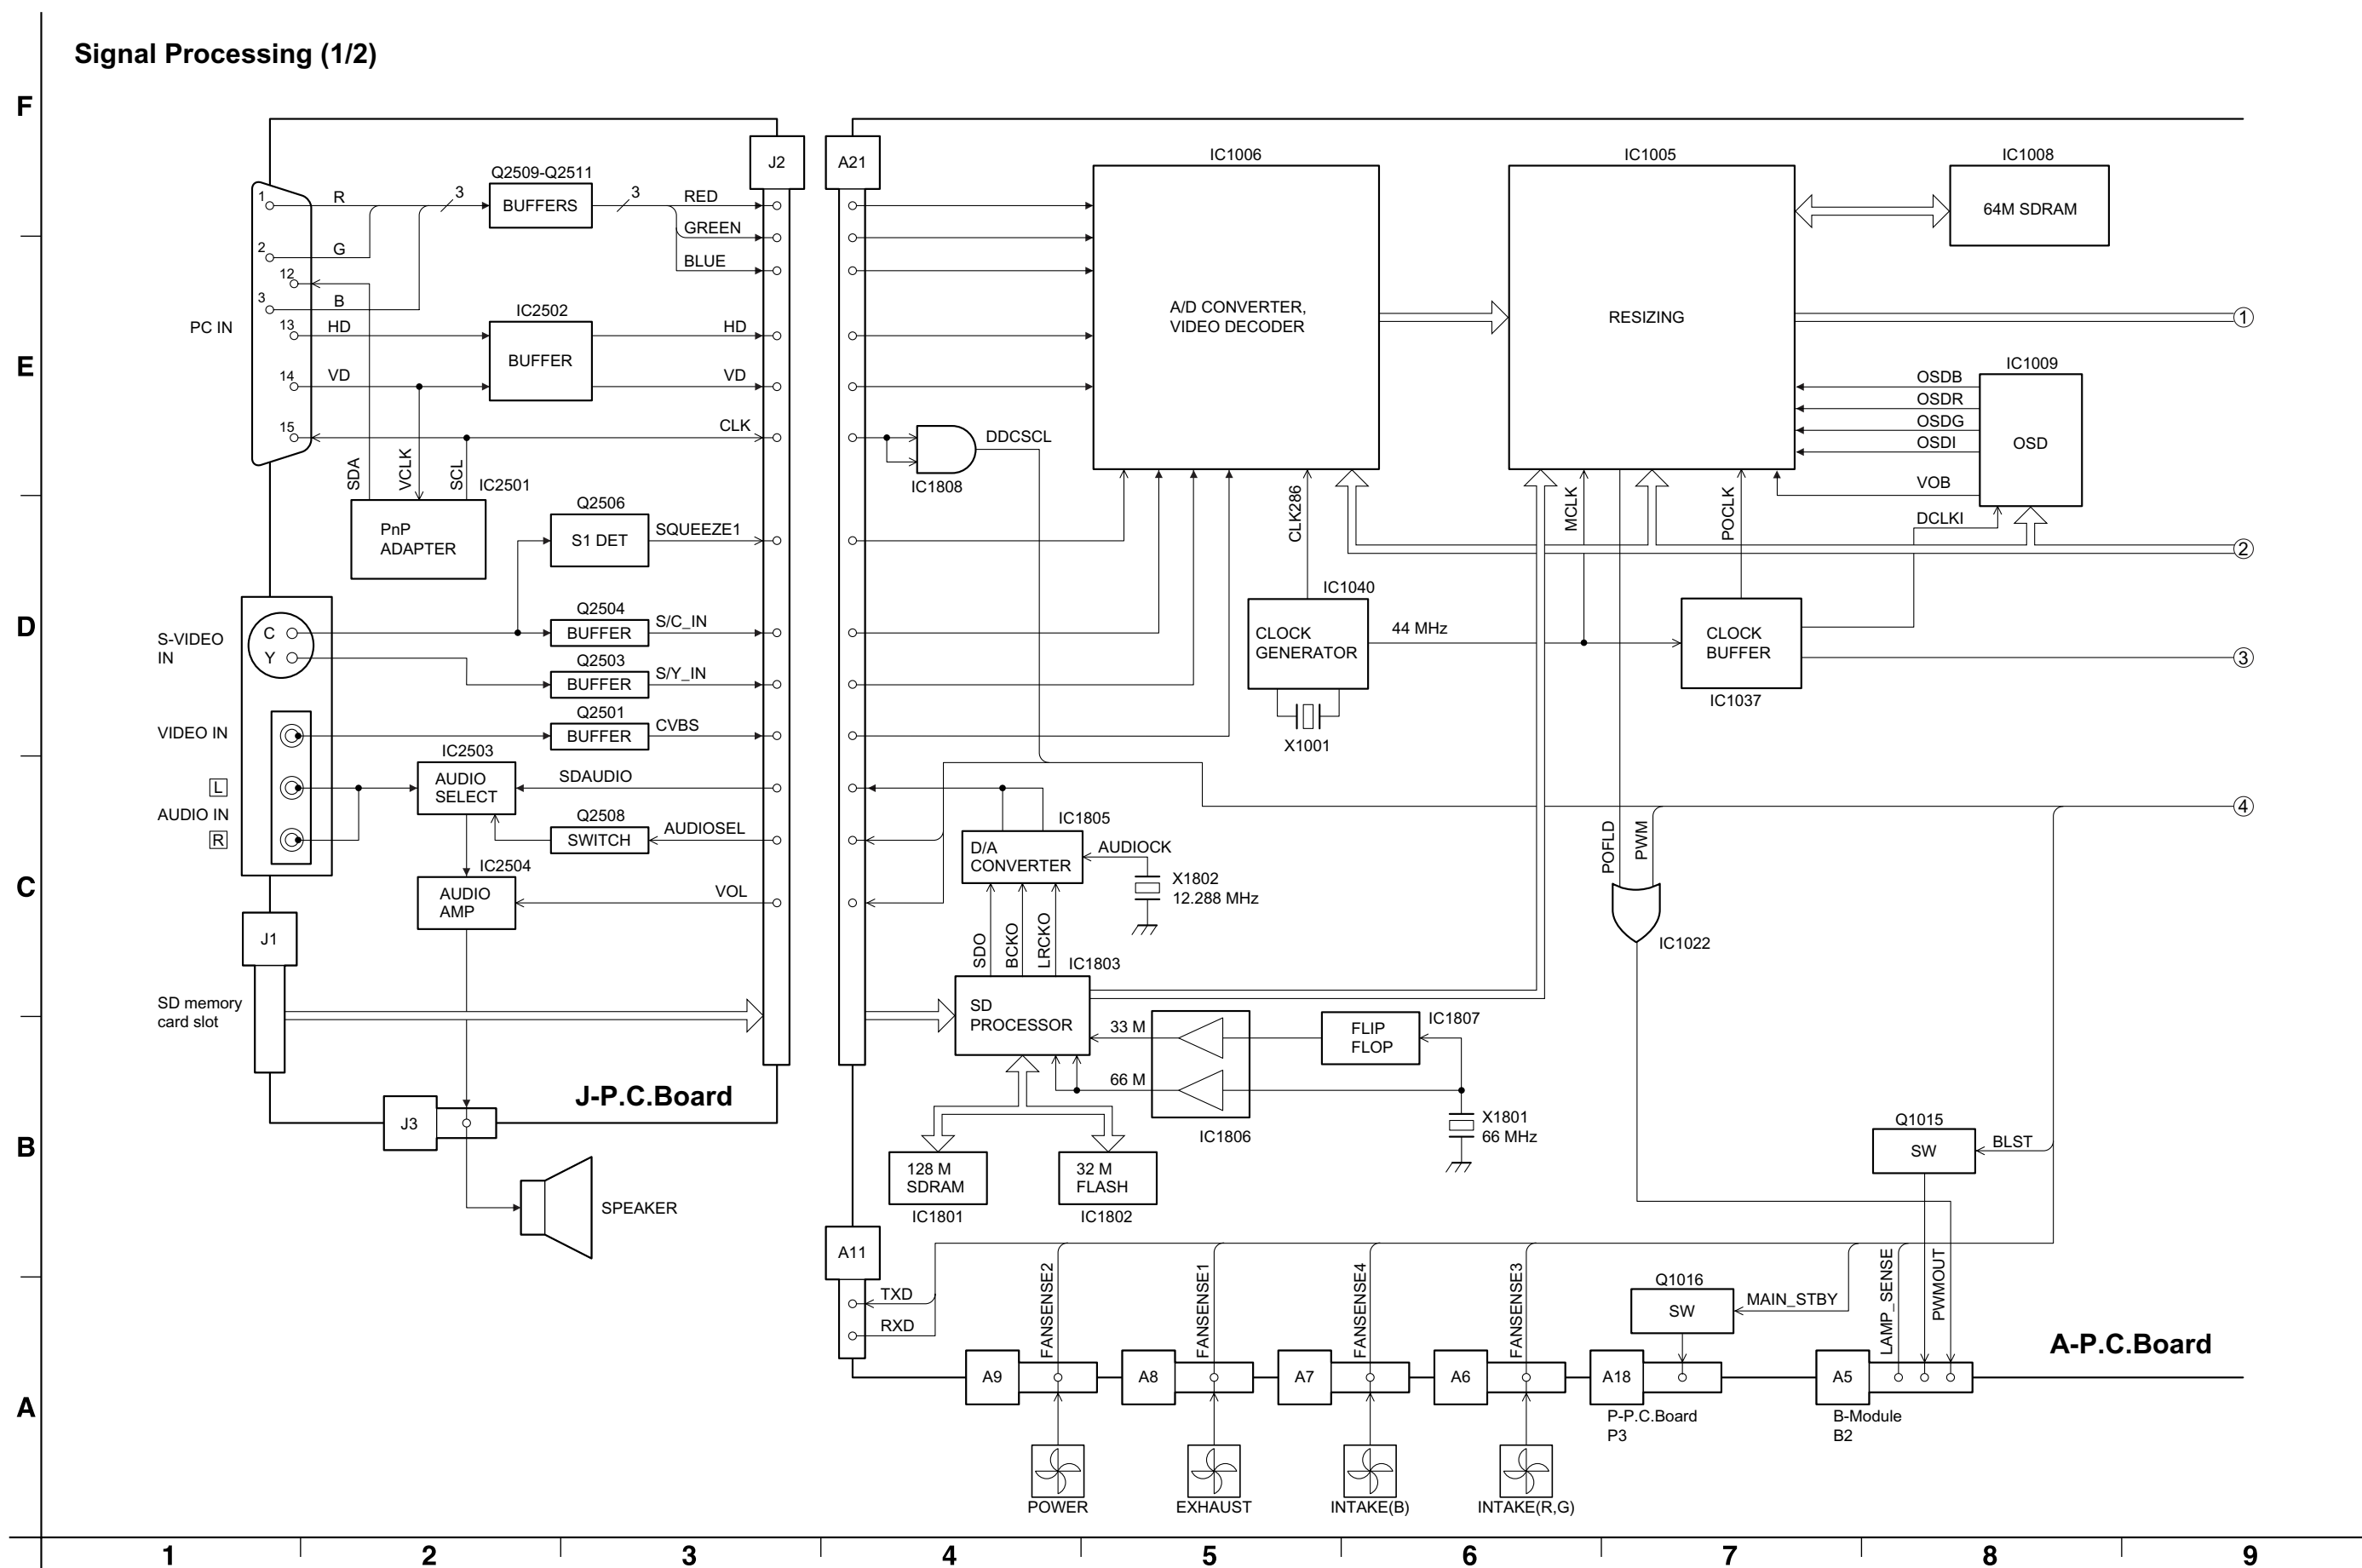 Signal Processing (1/2)
F
E
D
C
B
A
1
2
3
4
5
6
7
8
9
PC IN
1
2
12
3
13
14
15
R
G
B
HD
VD
3
Q2509-Q2511
BUFFERS
3
RED
GREEN
BLUE
IC2502
BUFFER
HD
VD
CLK
SDA
VCLK
SCL
IC2501
PnP
ADAPTER
Q2506
S1 DET
SQUEEZE1
S-VIDEO
IN
C
Y
Q2504
BUFFER
S/C_IN
Q2503
BUFFER
S/Y_IN
VIDEO IN
Q2501
BUFFER
CVBS
L
AUDIO IN
R
IC2503
AUDIO
SELECT
SDAUDIO
Q2508
SWITCH
AUDIOSEL
IC2504
AUDIO
AMP
VOL
J1
SD memory
card slot
J2
J3
J-P.C.Board
SPEAKER
A21
IC1006
A/D CONVERTER,
VIDEO DECODER
IC1005
RESIZING
IC1008
64M SDRAM
1
IC1009
OSD
OSDB
OSDR
OSDG
OSDI
VOB
DCLKI
DDCSCL
IC1808
CLK286
MCLK
POCLK
2
IC1040
CLOCK
GENERATOR
44 MHz
X1001
CLOCK
BUFFER
IC1037
3
4
IC1805
D/A
CONVERTER
AUDIOCK
X1802
12.288 MHz
SDO
BCKO
LRCKO
IC1803
SD
PROCESSOR
33 M
66 M
IC1806
FLIP
FLOP
IC1807
X1801
66 MHz
128 M
SDRAM
IC1801
32 M
FLASH
IC1802
POFLD
PWM
IC1022
Q1015
SW
BLST
A11
TXD
RXD
FANSENSE2
FANSENSE1
FANSENSE4
FANSENSE3
Q1016
SW
MAIN_STBY
LAMP_SENSE
PWMOUT
A-P.C.Board
A9
A8
A7
A6
A18
A5
P-P.C.Board
P3
B-Module
B2
POWER
EXHAUST
INTAKE(B)
INTAKE(R,G)